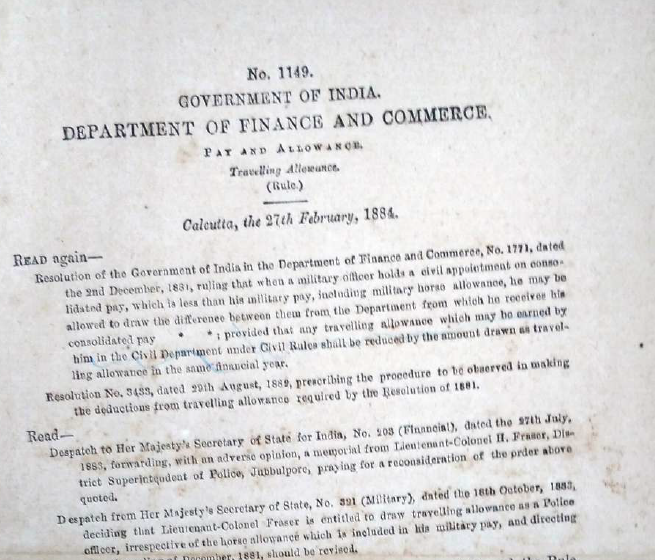 No. 1149.
GOVERNMENT OF INDIA.
DEPARTMENT OF FINANCE AND COMMERCE.
PAY AND ALLOWANCE.
Travelling Allowance.
(Rule.)
Calcutta, the 27th February, 1884.
READ again—
Resolution of the Government of India in the Department of Finance and Commerce, No. 1771, dated
the 2nd December, 1881, ruling that when a military officer holds a civil appointment on conso-
lidated pay, which is less than his military pay, including military horse allowance, he may be
allowed to draw the difference between them from the Department from which he receives his
consolidated pay * * ; provided that any travelling allowance which may be earned by
him in the Civil Department under Civil Rules shall be reduced by the amount drawn as travel-
ling allowance in the same financial year.
Resolution No. 3433, dated 29th August, 1882, prescribing the procedure to be observed in making
the deductions from travelling allowance required by the Resolution of 1881.
Read—
Despatch to Her Majesty's Secretary of State for India, No. 203 (Financial), dated the 27th July,
1883, forwarding, with an adverse opinion, a memorial from Lieutenant-Colonel H. Fraser, Dis-
trict Superintendent of Police, Jubbulpore, praying for a reconsideration of the order above
quoted.
Despatch from Her Majesty's Secretary of State, No. 321 (Military), dated the 18th October, 1883,
deciding that Lieutenant-Colonel Fraser is entitled to draw travelling allowance as a Police
officer, irrespective of the horse allowance which is included in his military pay, and directing
of December, 1881, should be revised.